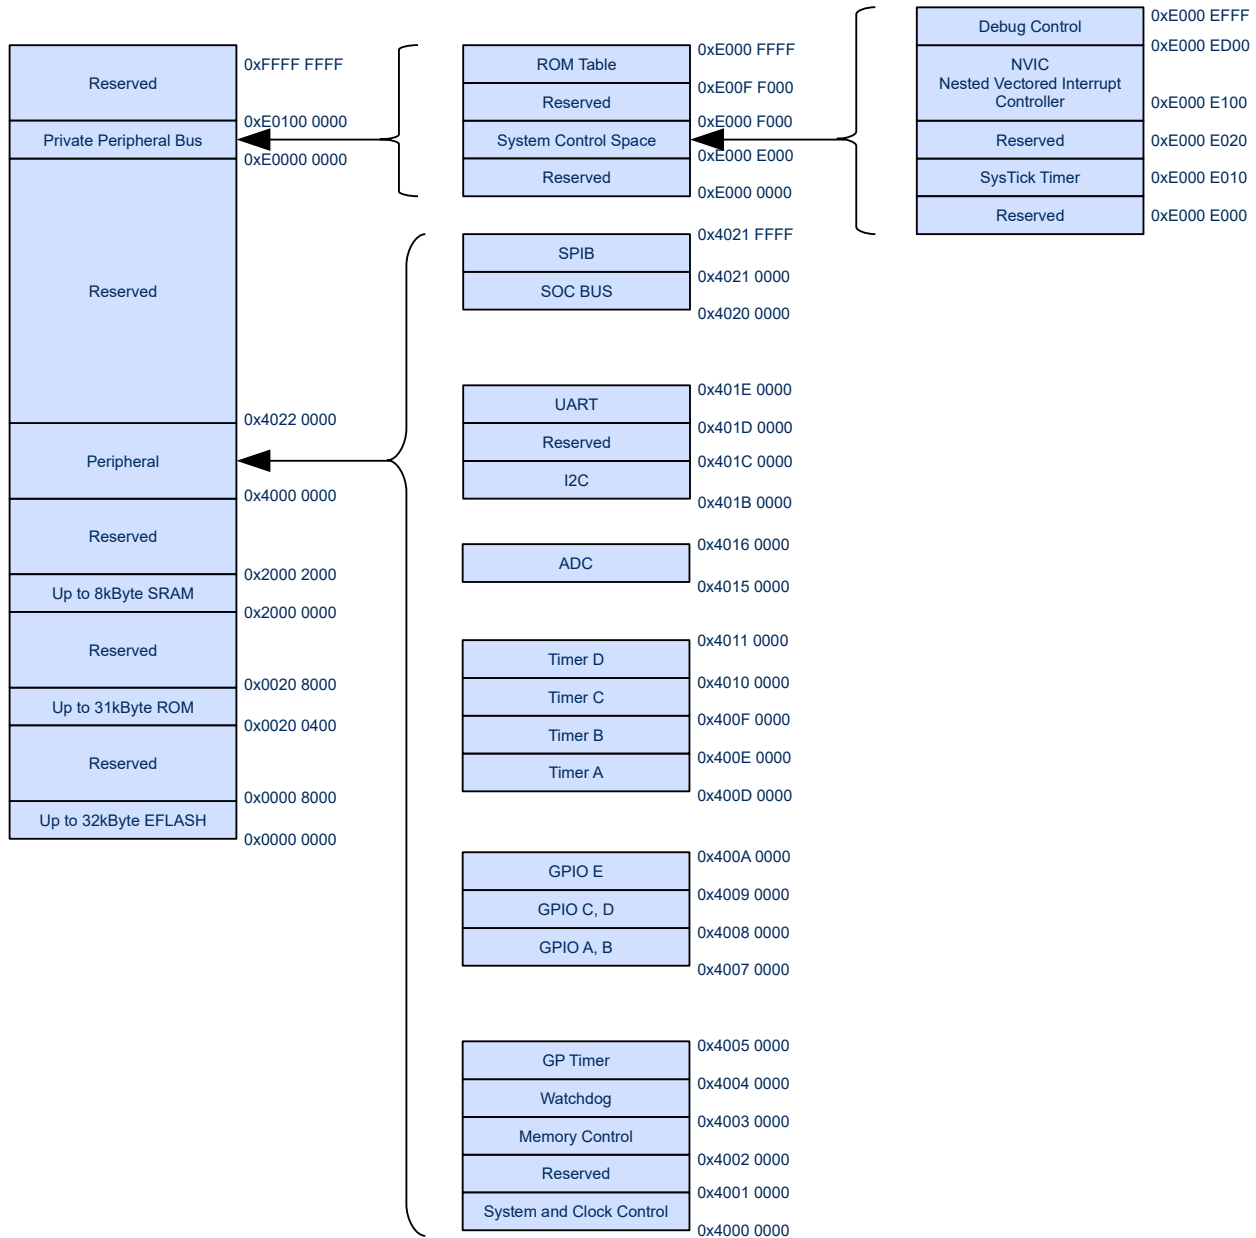 Reserved
0xFFFF FFFF
0xE0100 0000
Private Peripheral Bus
0xE0000 0000
Reserved
0x4022 0000
Peripheral
0x4000 0000
Reserved
0x2000 2000
Up to 8kByte SRAM
0x2000 0000
Reserved
0x0020 8000
Up to 31kByte ROM
0x0020 0400
Reserved
0x0000 8000
Up to 32kByte EFLASH
0x0000 0000
0xE000 FFFF
ROM Table
0xE00F F000
Reserved
0xE000 F000
System Control Space
0xE000 E000
Reserved
0xE000 0000
0x4021 FFFF
SPIB
0x4021 0000
SOC BUS
0x4020 0000
0x401E 0000
UART
0x401D 0000
Reserved
0x401C 0000
I2C
0x401B 0000
0x4016 0000
ADC
0x4015 0000
0x4011 0000
Timer D
0x4010 0000
Timer C
0x400F 0000
Timer B
0x400E 0000
Timer A
0x400D 0000
0x400A 0000
GPIO E
0x4009 0000
GPIO C, D
0x4008 0000
GPIO A, B
0x4007 0000
0x4005 0000
GP Timer
0x4004 0000
Watchdog
0x4003 0000
Memory Control
0x4002 0000
Reserved
0x4001 0000
System and Clock Control
0x4000 0000
0xE000 EFFF
Debug Control
0xE000 ED00
NVIC
Nested Vectored Interrupt
Controller
0xE000 E100
Reserved
0xE000 E020
SysTick Timer
0xE000 E010
Reserved
0xE000 E000